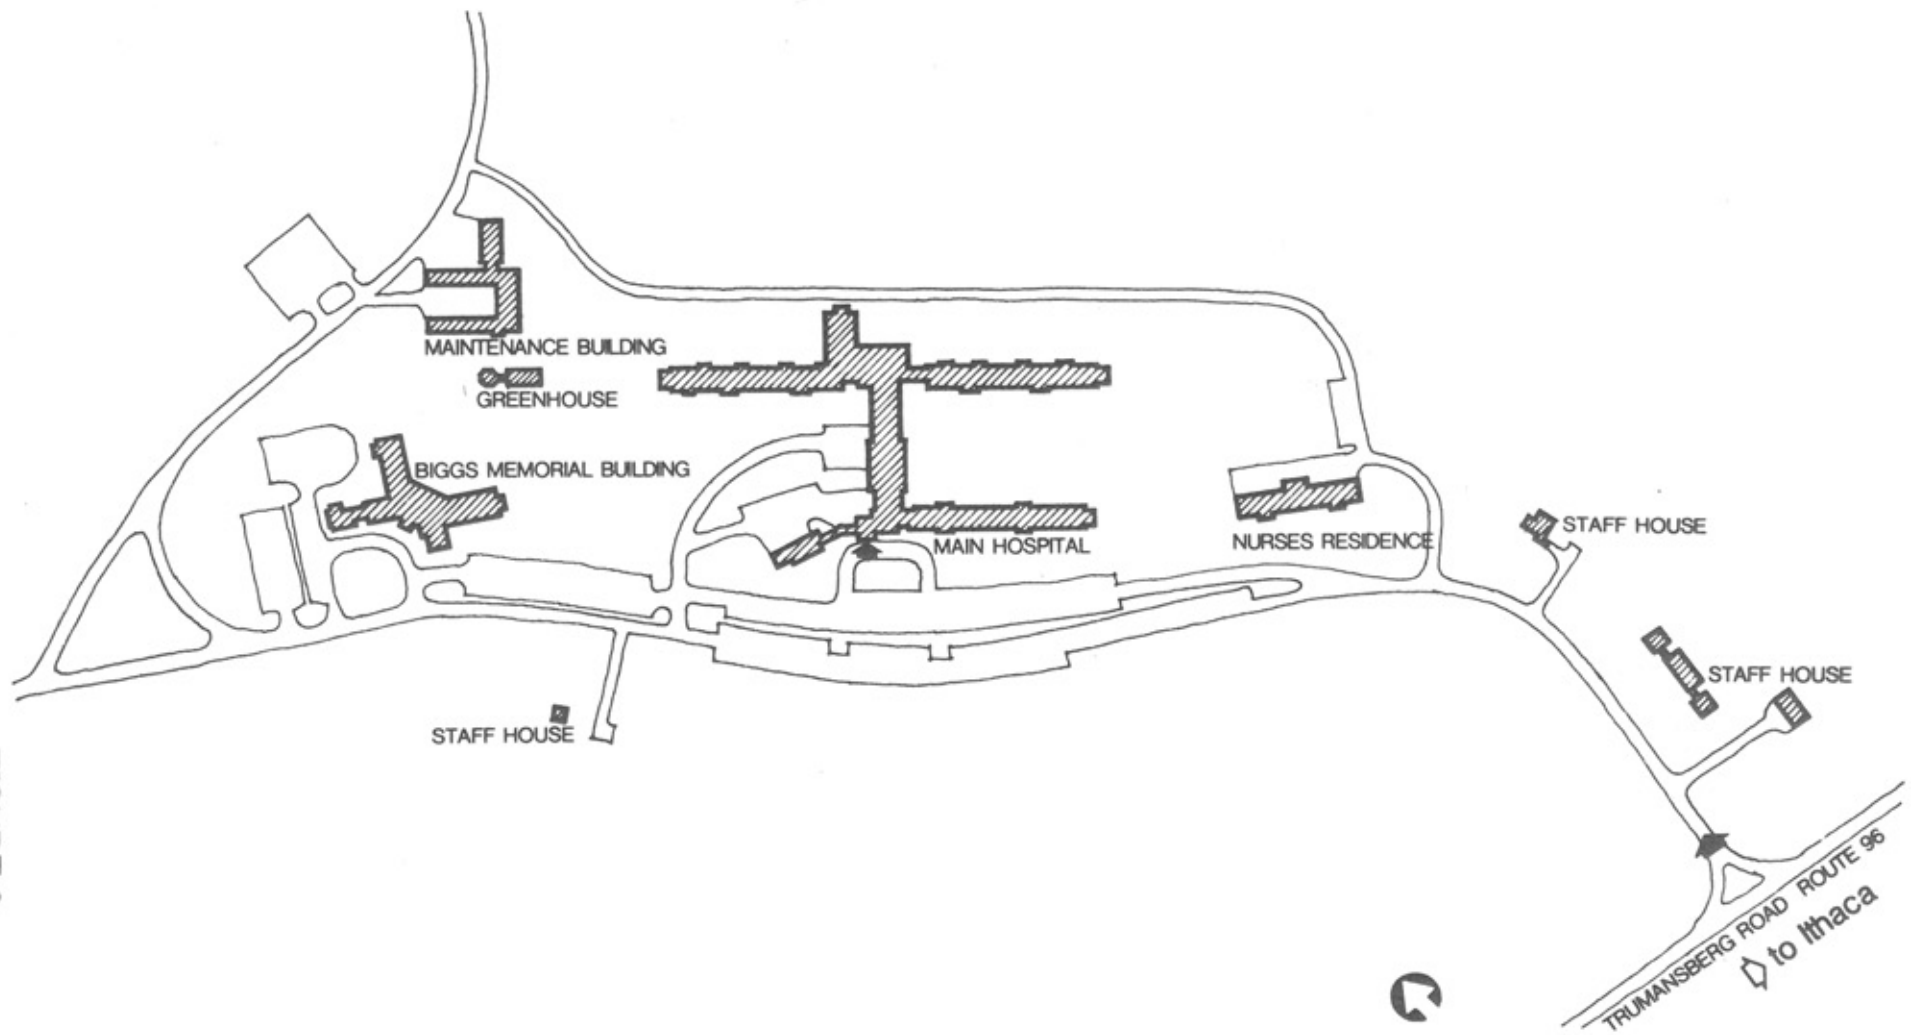 MAINTENANCE BUILDING
GREENHOUSE
BIGGS MEMORIAL BUILDING
MAIN HOSPITAL
NURSES RESIDENCE
STAFF HOUSE
STAFF HOUSE
STAFF HOUSE
TRUMANSBERG ROAD ROUTE 96
to Ithaca